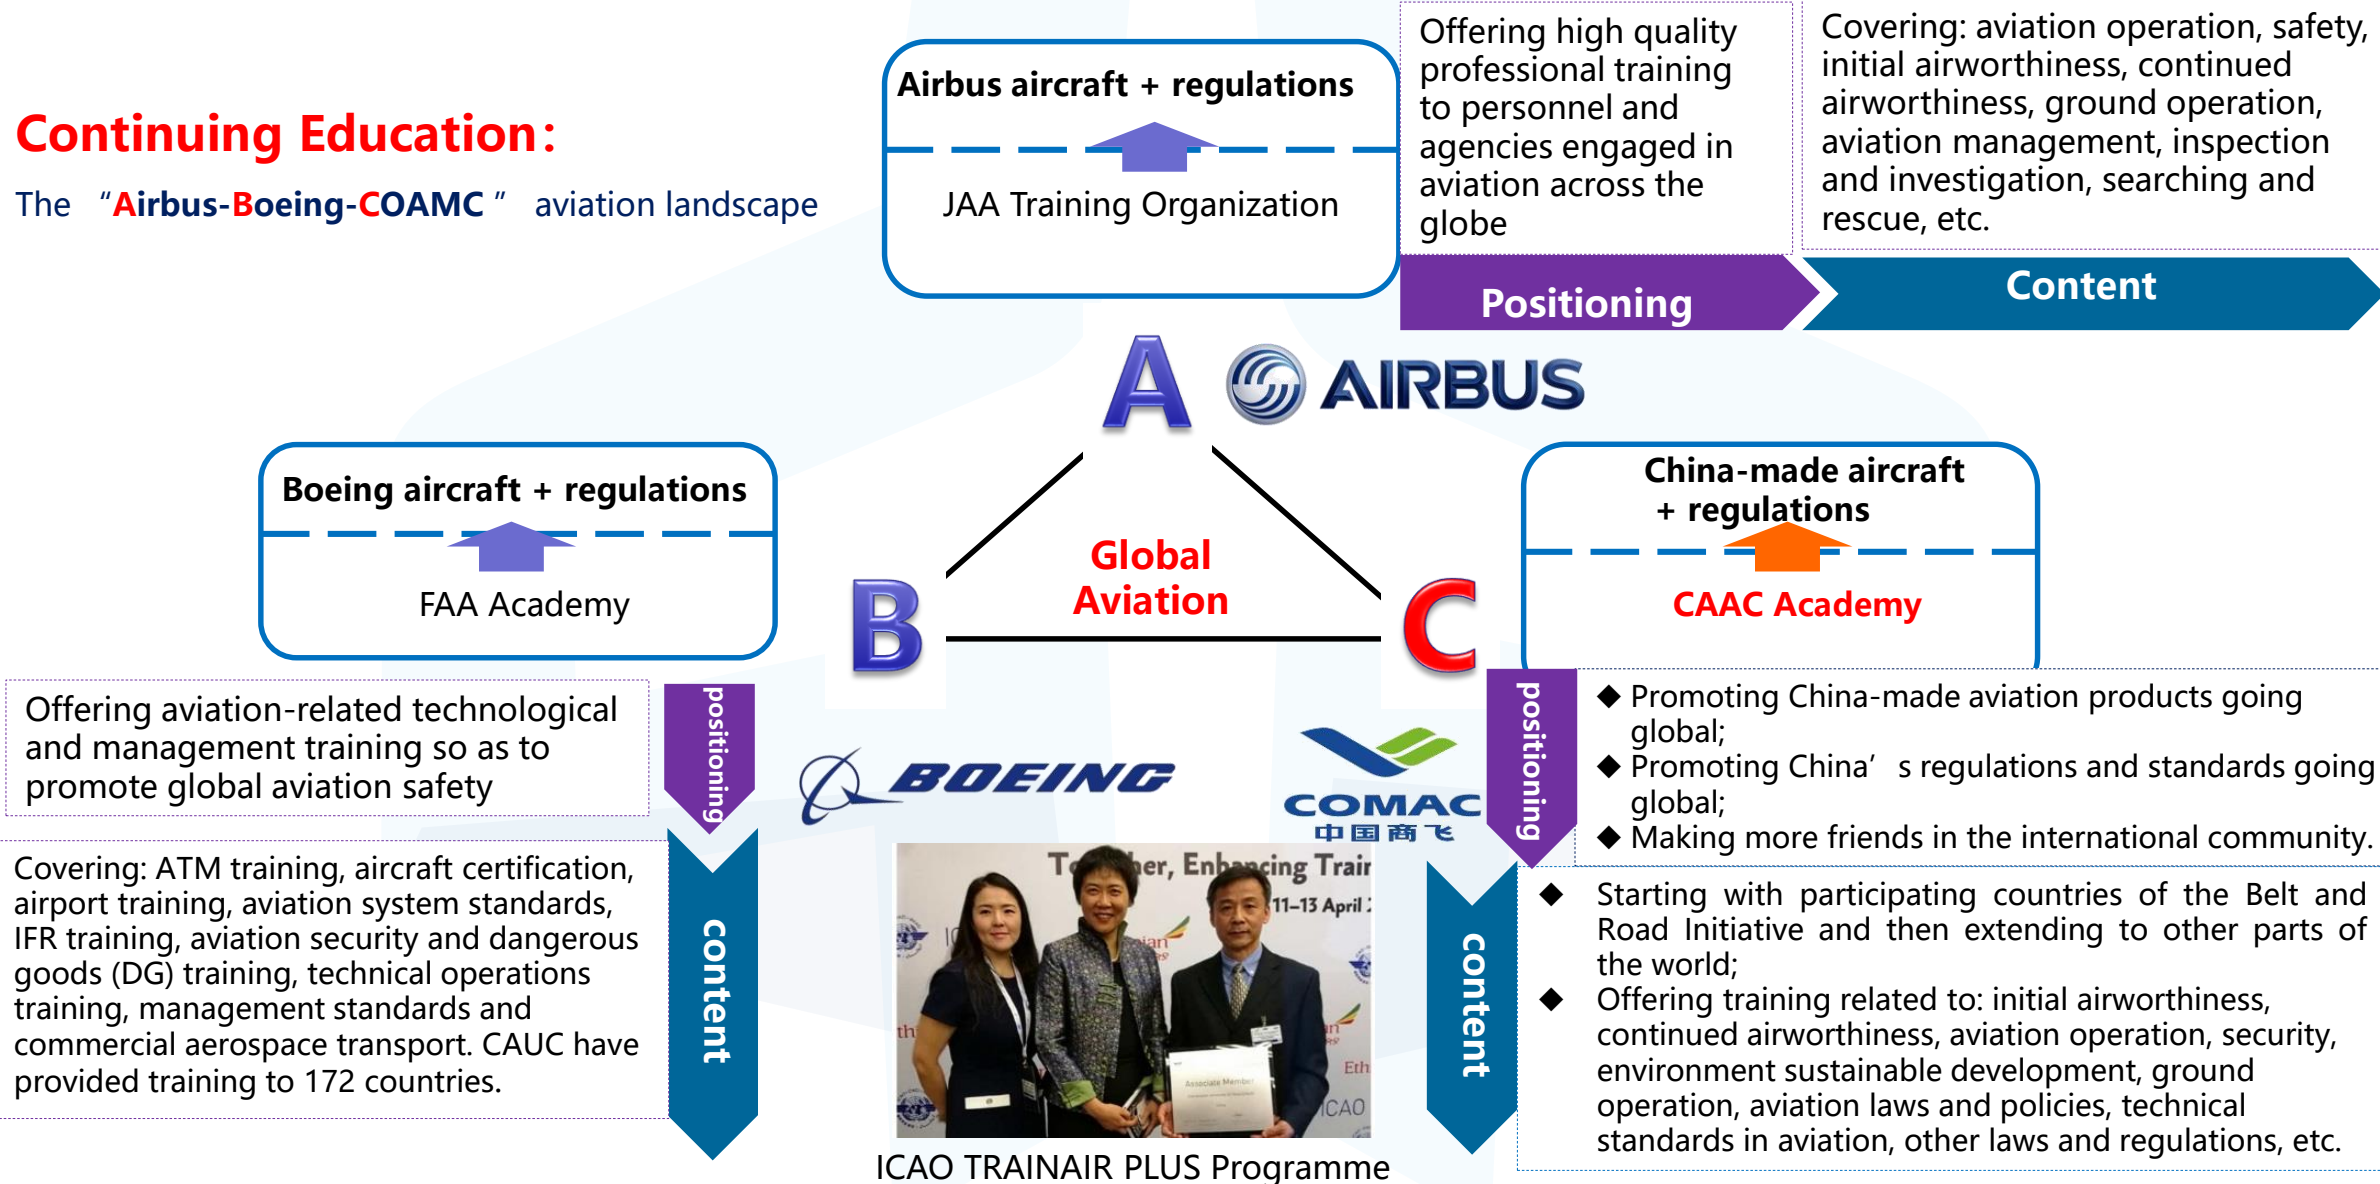 Continuing Education:
The “Airbus-Boeing-COAMC” aviation landscape
Airbus aircraft + regulations
JAA Training Organization
Offering high quality
professional training
to personnel and
agencies engaged in
aviation across the
globe
Positioning
Covering: aviation operation, safety,
initial airworthiness, continued
airworthiness, ground operation,
aviation management, inspection
and investigation, searching and
rescue, etc.
Content
A
AIRBUS
Boeing aircraft + regulations
FAA Academy
Global
Aviation
B
C
China-made aircraft
+ regulations
CAAC Academy
Offering aviation-related technological
and management training so as to
promote global aviation safety
positioning
Covering: ATM training, aircraft certification,
airport training, aviation system standards,
IFR training, aviation security and dangerous
goods (DG) training, technical operations
training, management standards and
commercial aerospace transport. CAUC have
provided training to 172 countries.
content
BOEING
COMAC
中国商飞
positioning
◆ Promoting China-made aviation products going
global;
◆ Promoting China’s regulations and standards going
global;
◆ Making more friends in the international community.
content
◆ Starting with participating countries of the Belt and
Road Initiative and then extending to other parts of
the world;
◆ Offering training related to: initial airworthiness,
continued airworthiness, aviation operation, security,
environment sustainable development, ground
operation, aviation laws and policies, technical
standards in aviation, other laws and regulations, etc.
Enhancing
11–13 April
Associate Member
ICAO
ICAO TRAINAIR PLUS Programme